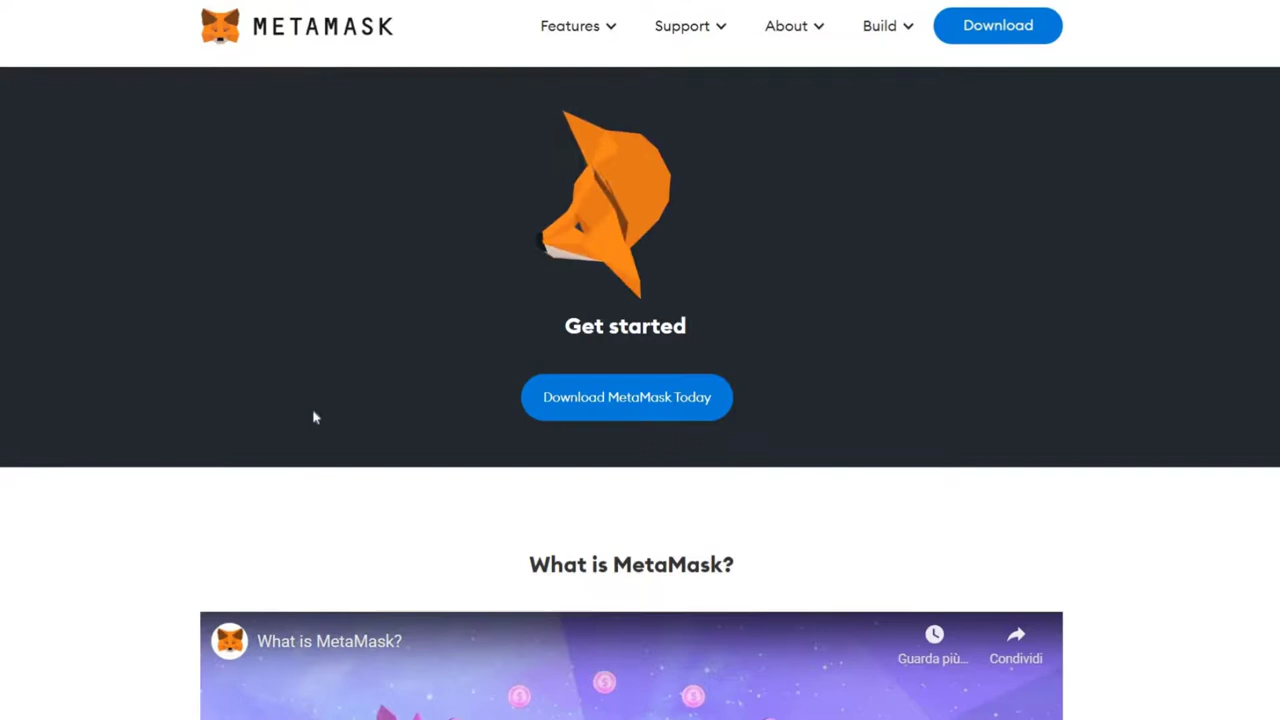 METAMASK
Features
Support
About
Build
Download
Get started
Download MetaMask Today
What is MetaMask?
What is MetaMask?
Guarda più...
Condividi